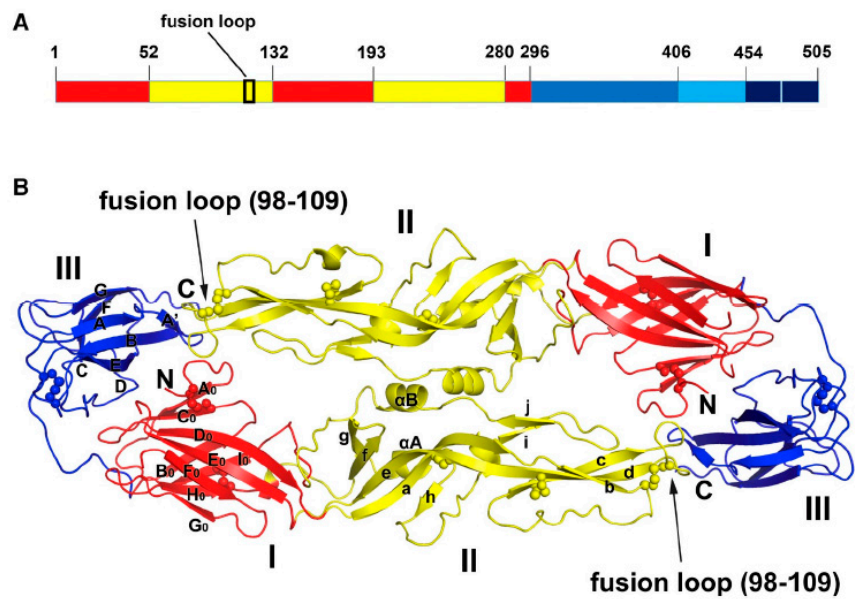 A
fusion loop
1 52 132 193 280 296 406 454 505
B
fusion loop (98-109)
II
I
III
C
G
F
A
A'
B
C
E
D
N
A0
C0
D0
B0
F0
E0
I0
H0
G0
αB
αA
g
f
e
a
h
j
i
c
d
b
N
C
I
II
III
fusion loop (98-109)